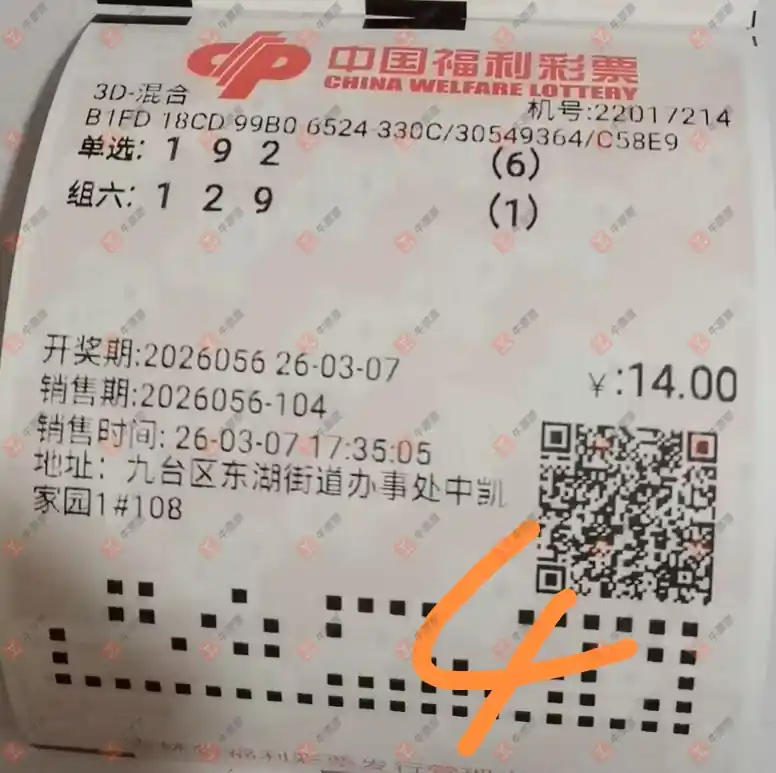 中国福利彩票
CHINA WELFARE LOTTERY
3D-混合
机号:22017214
B1FD 18CD 99B0 6524 330C/30549364/C58E9
单选: 1 9 2 (6)
组六: 1 2 9 (1)
开奖期:2026056 26-03-07
¥:14.00
销售期:2026056-104
销售时间: 26-03-07 17:35:05
地址: 九台区东湖街道办事处中凯
家园1#108
4